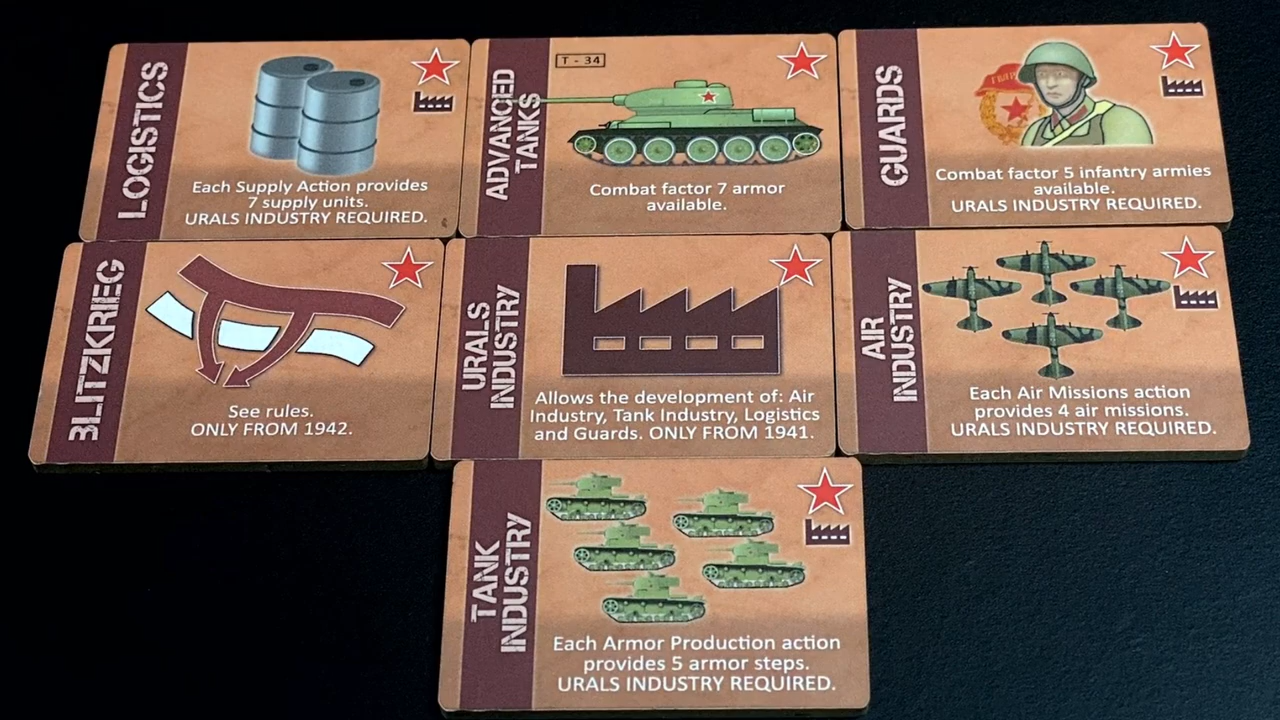 LOGISTICS
Each Supply Action provides
7 supply units.
URALS INDUSTRY REQUIRED.
ADVANCED
TANKS
T - 34
Combat factor 7 armor
available.
GUARDS
Combat factor 5 infantry armies
available.
URALS INDUSTRY REQUIRED.
BLITZKRIEG
See rules.
ONLY FROM 1942.
URALS
INDUSTRY
Allows the development of: Air
Industry, Tank Industry, Logistics
and Guards. ONLY FROM 1941.
AIR
INDUSTRY
Each Air Missions action
provides 4 air missions.
URALS INDUSTRY REQUIRED.
TANK
INDUSTRY
Each Armor Production action
provides 5 armor steps.
URALS INDUSTRY REQUIRED.